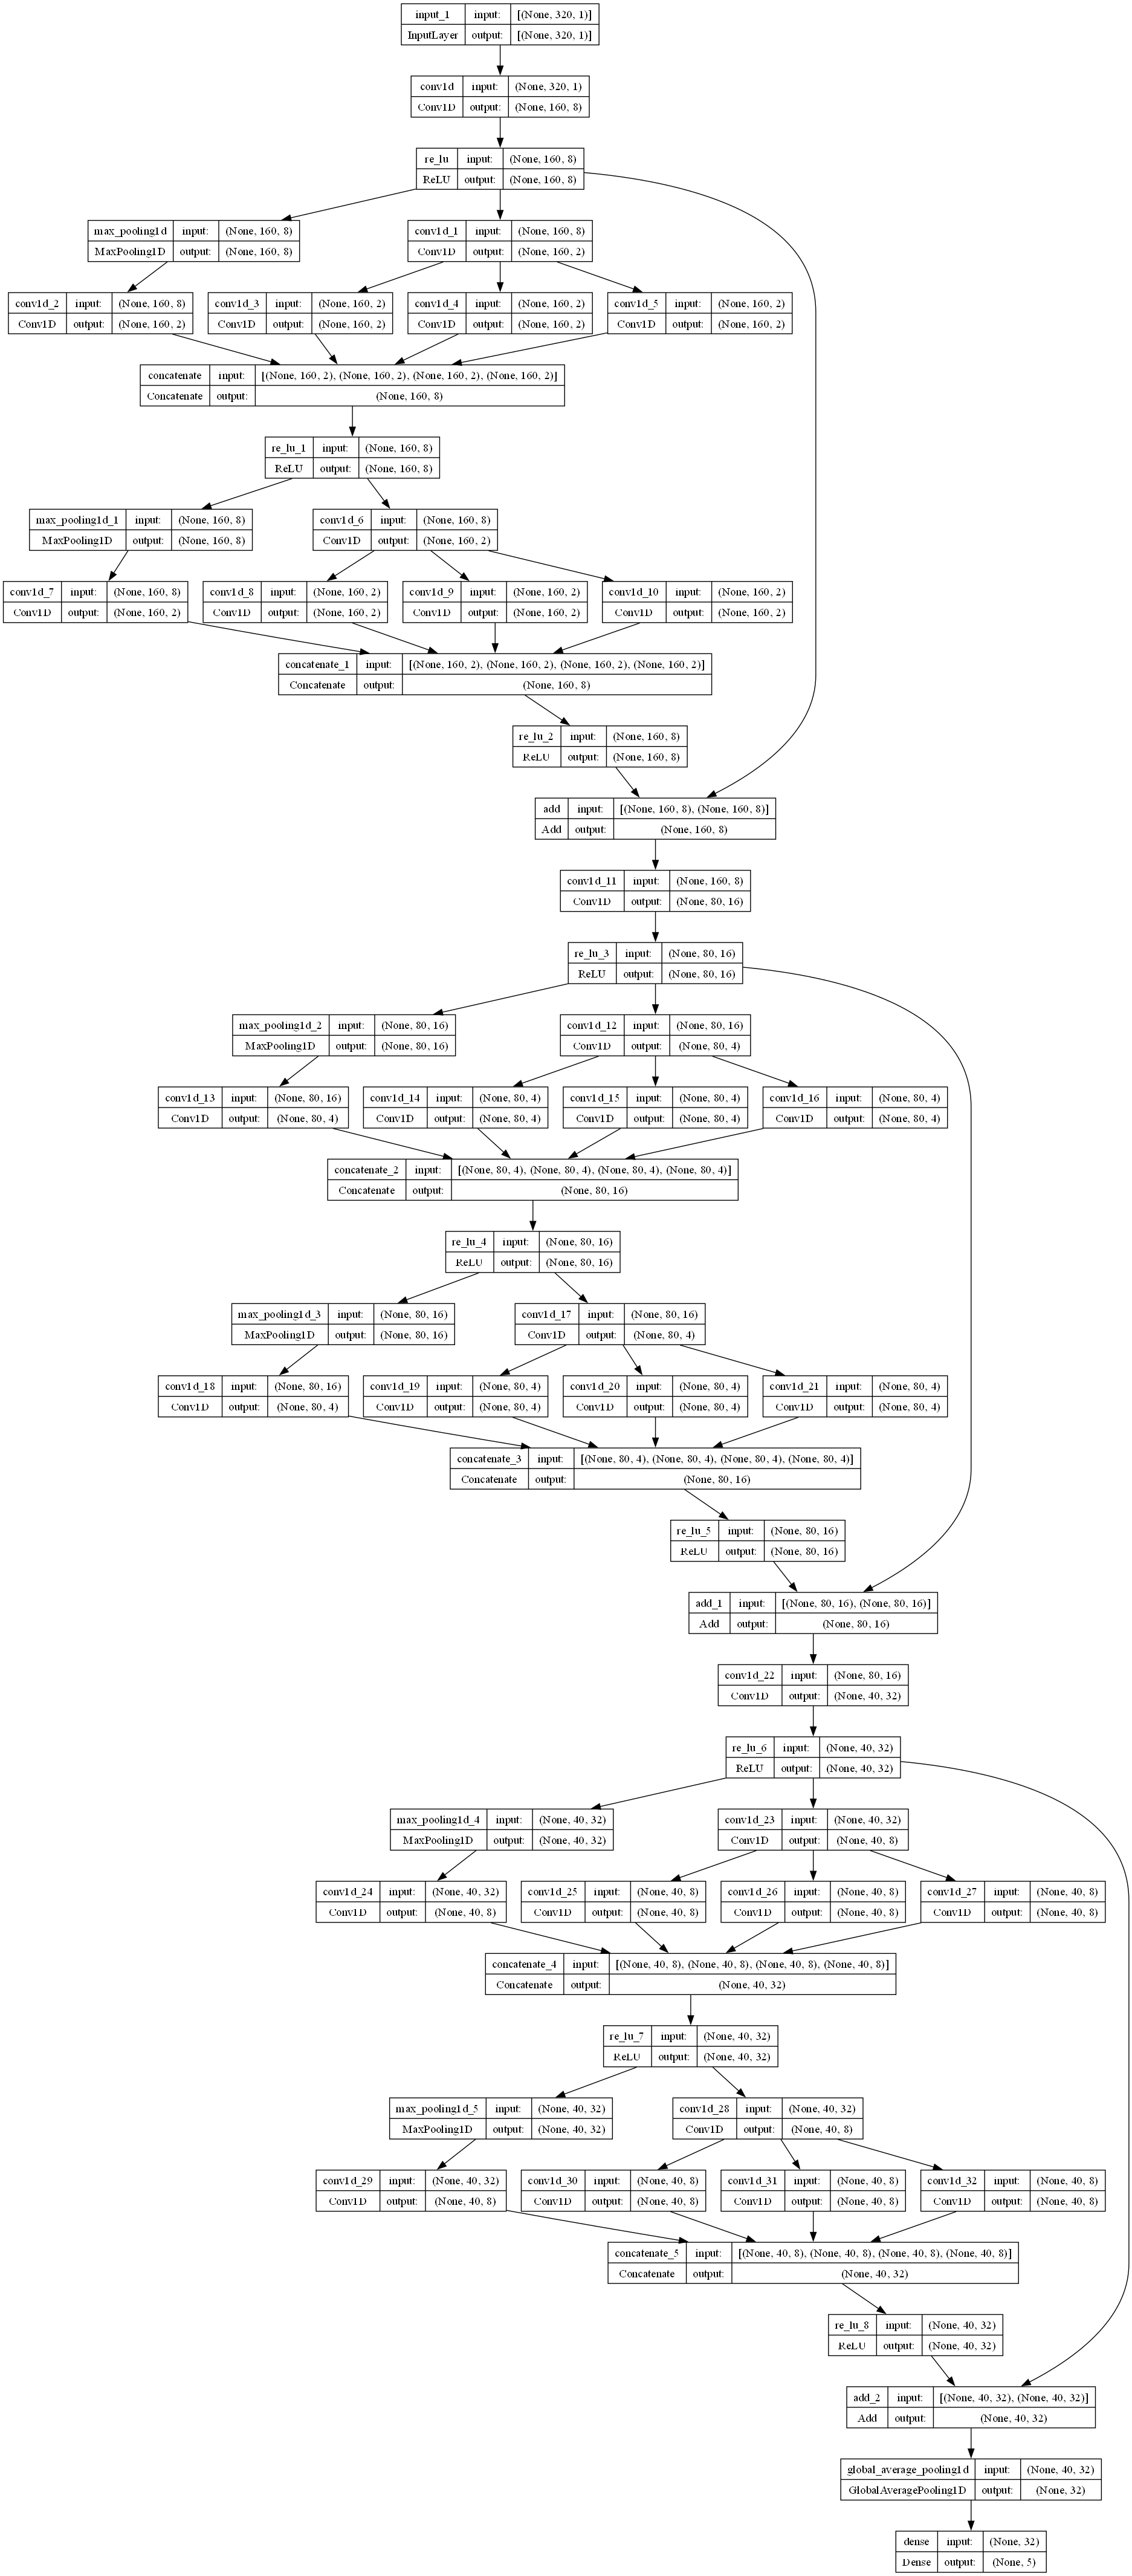 input_1 input: [(None, 320, 1)]
InputLayer output: [(None, 320, 1)]
conv1d input: (None, 320, 1)
Conv1D output: (None, 160, 8)
re_lu input: (None, 160, 8)
ReLU output: (None, 160, 8)
max_pooling1d input: (None, 160, 8)
MaxPooling1D output: (None, 160, 8)
conv1d_1 input: (None, 160, 8)
Conv1D output: (None, 160, 2)
conv1d_2 input: (None, 160, 8)
Conv1D output: (None, 160, 2)
conv1d_3 input: (None, 160, 2)
Conv1D output: (None, 160, 2)
conv1d_4 input: (None, 160, 2)
Conv1D output: (None, 160, 2)
conv1d_5 input: (None, 160, 2)
Conv1D output: (None, 160, 2)
concatenate input: [(None, 160, 2), (None, 160, 2), (None, 160, 2), (None, 160, 2)]
Concatenate output: (None, 160, 8)
re_lu_1 input: (None, 160, 8)
ReLU output: (None, 160, 8)
max_pooling1d_1 input: (None, 160, 8)
MaxPooling1D output: (None, 160, 8)
conv1d_6 input: (None, 160, 8)
Conv1D output: (None, 160, 2)
conv1d_7 input: (None, 160, 8)
Conv1D output: (None, 160, 2)
conv1d_8 input: (None, 160, 2)
Conv1D output: (None, 160, 2)
conv1d_9 input: (None, 160, 2)
Conv1D output: (None, 160, 2)
conv1d_10 input: (None, 160, 2)
Conv1D output: (None, 160, 2)
concatenate_1 input: [(None, 160, 2), (None, 160, 2), (None, 160, 2), (None, 160, 2)]
Concatenate output: (None, 160, 8)
re_lu_2 input: (None, 160, 8)
ReLU output: (None, 160, 8)
add input: [(None, 160, 8), (None, 160, 8)]
Add output: (None, 160, 8)
conv1d_11 input: (None, 160, 8)
Conv1D output: (None, 80, 16)
re_lu_3 input: (None, 80, 16)
ReLU output: (None, 80, 16)
max_pooling1d_2 input: (None, 80, 16)
MaxPooling1D output: (None, 80, 16)
conv1d_12 input: (None, 80, 16)
Conv1D output: (None, 80, 4)
conv1d_13 input: (None, 80, 16)
Conv1D output: (None, 80, 4)
conv1d_14 input: (None, 80, 4)
Conv1D output: (None, 80, 4)
conv1d_15 input: (None, 80, 4)
Conv1D output: (None, 80, 4)
conv1d_16 input: (None, 80, 4)
Conv1D output: (None, 80, 4)
concatenate_2 input: [(None, 80, 4), (None, 80, 4), (None, 80, 4), (None, 80, 4)]
Concatenate output: (None, 80, 16)
re_lu_4 input: (None, 80, 16)
ReLU output: (None, 80, 16)
max_pooling1d_3 input: (None, 80, 16)
MaxPooling1D output: (None, 80, 16)
conv1d_17 input: (None, 80, 16)
Conv1D output: (None, 80, 4)
conv1d_18 input: (None, 80, 16)
Conv1D output: (None, 80, 4)
conv1d_19 input: (None, 80, 4)
Conv1D output: (None, 80, 4)
conv1d_20 input: (None, 80, 4)
Conv1D output: (None, 80, 4)
conv1d_21 input: (None, 80, 4)
Conv1D output: (None, 80, 4)
concatenate_3 input: [(None, 80, 4), (None, 80, 4), (None, 80, 4), (None, 80, 4)]
Concatenate output: (None, 80, 16)
re_lu_5 input: (None, 80, 16)
ReLU output: (None, 80, 16)
add_1 input: [(None, 80, 16), (None, 80, 16)]
Add output: (None, 80, 16)
conv1d_22 input: (None, 80, 16)
Conv1D output: (None, 40, 32)
re_lu_6 input: (None, 40, 32)
ReLU output: (None, 40, 32)
max_pooling1d_4 input: (None, 40, 32)
MaxPooling1D output: (None, 40, 32)
conv1d_23 input: (None, 40, 32)
Conv1D output: (None, 40, 8)
conv1d_24 input: (None, 40, 32)
Conv1D output: (None, 40, 8)
conv1d_25 input: (None, 40, 8)
Conv1D output: (None, 40, 8)
conv1d_26 input: (None, 40, 8)
Conv1D output: (None, 40, 8)
conv1d_27 input: (None, 40, 8)
Conv1D output: (None, 40, 8)
concatenate_4 input: [(None, 40, 8), (None, 40, 8), (None, 40, 8), (None, 40, 8)]
Concatenate output: (None, 40, 32)
re_lu_7 input: (None, 40, 32)
ReLU output: (None, 40, 32)
max_pooling1d_5 input: (None, 40, 32)
MaxPooling1D output: (None, 40, 32)
conv1d_28 input: (None, 40, 32)
Conv1D output: (None, 40, 8)
conv1d_29 input: (None, 40, 32)
Conv1D output: (None, 40, 8)
conv1d_30 input: (None, 40, 8)
Conv1D output: (None, 40, 8)
conv1d_31 input: (None, 40, 8)
Conv1D output: (None, 40, 8)
conv1d_32 input: (None, 40, 8)
Conv1D output: (None, 40, 8)
concatenate_5 input: [(None, 40, 8), (None, 40, 8), (None, 40, 8), (None, 40, 8)]
Concatenate output: (None, 40, 32)
re_lu_8 input: (None, 40, 32)
ReLU output: (None, 40, 32)
add_2 input: [(None, 40, 32), (None, 40, 32)]
Add output: (None, 40, 32)
global_average_pooling1d input: (None, 40, 32)
GlobalAveragePooling1D output: (None, 32)
dense input: (None, 32)
Dense output: (None, 5)